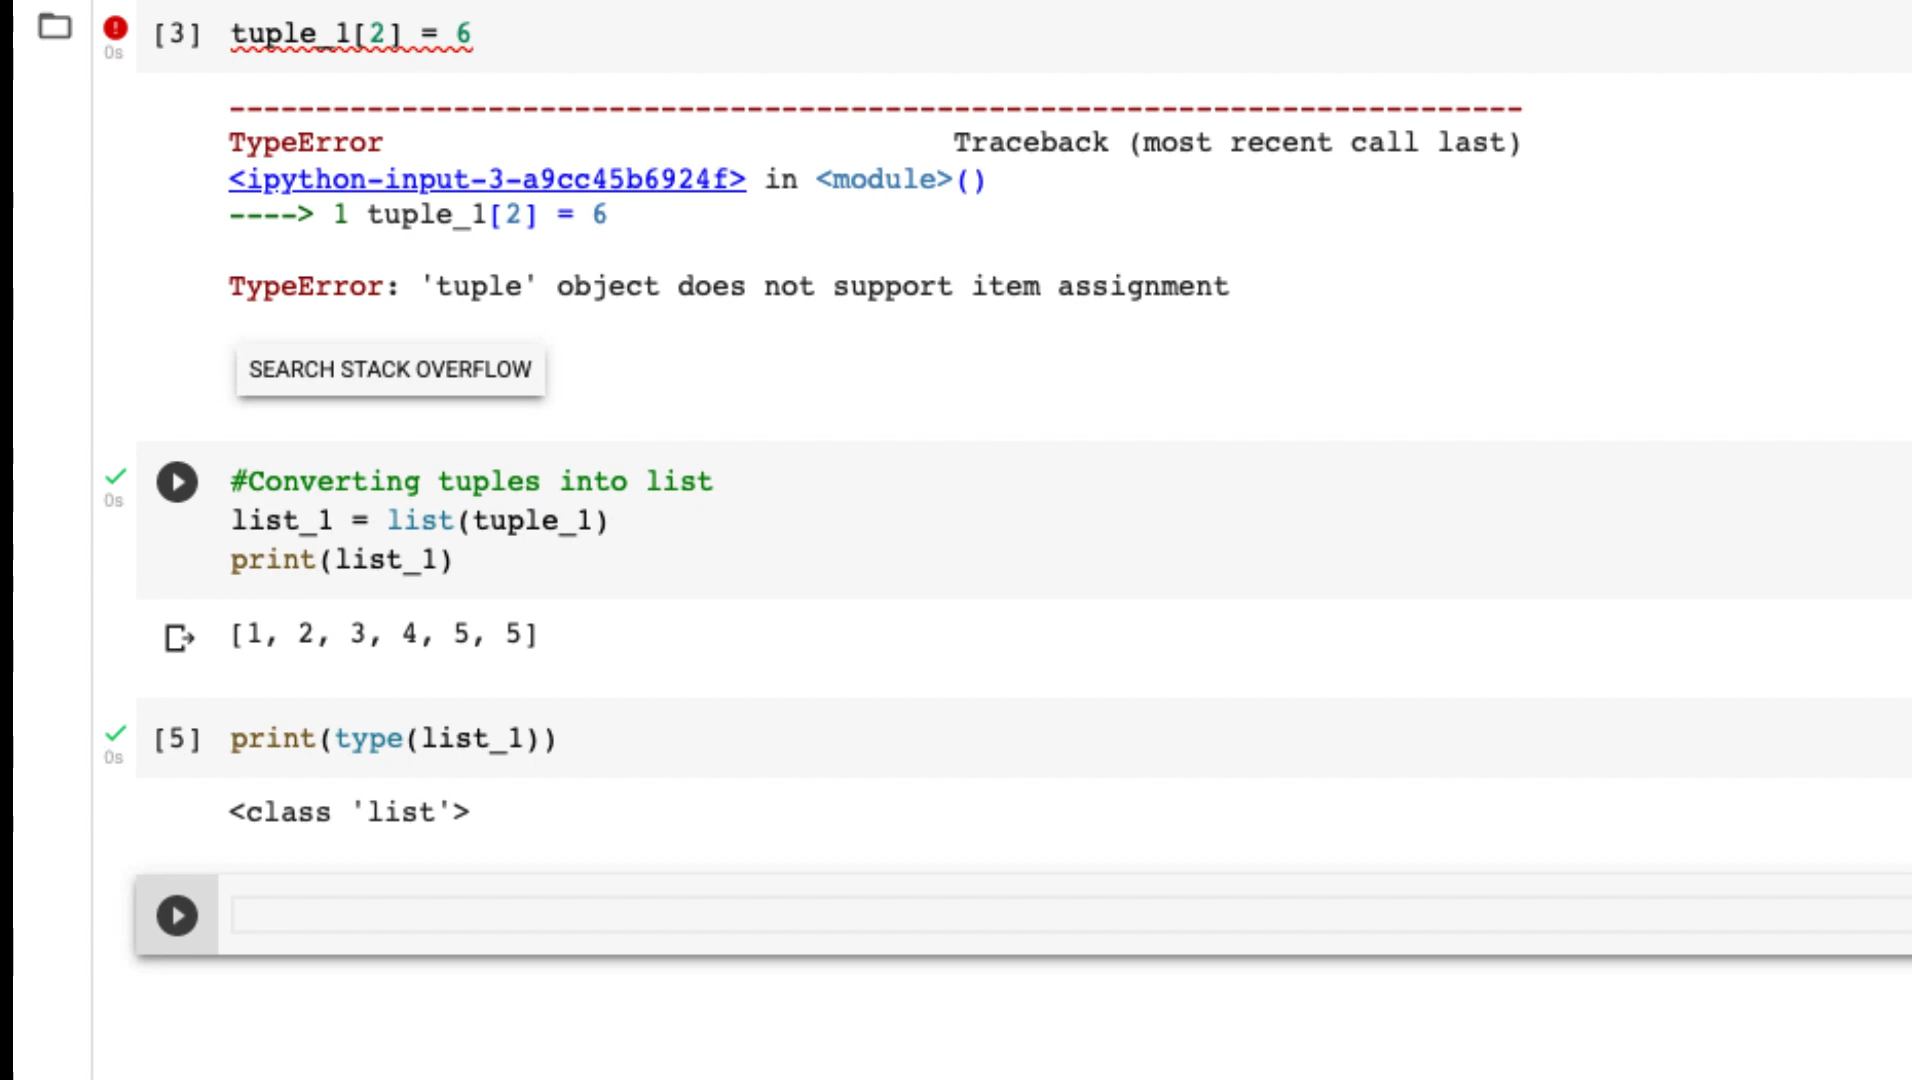 [3] tuple_1[2] = 6
0s
---------------------------------------------------------------------------
TypeError Traceback (most recent call last)
<ipython-input-3-a9cc45b6924f> in <module>()
----> 1 tuple_1[2] = 6
TypeError: 'tuple' object does not support item assignment
SEARCH STACK OVERFLOW
#Converting tuples into list
0s
list_1 = list(tuple_1)
print(list_1)
[1, 2, 3, 4, 5, 5]
[5] print(type(list_1))
0s
<class 'list'>